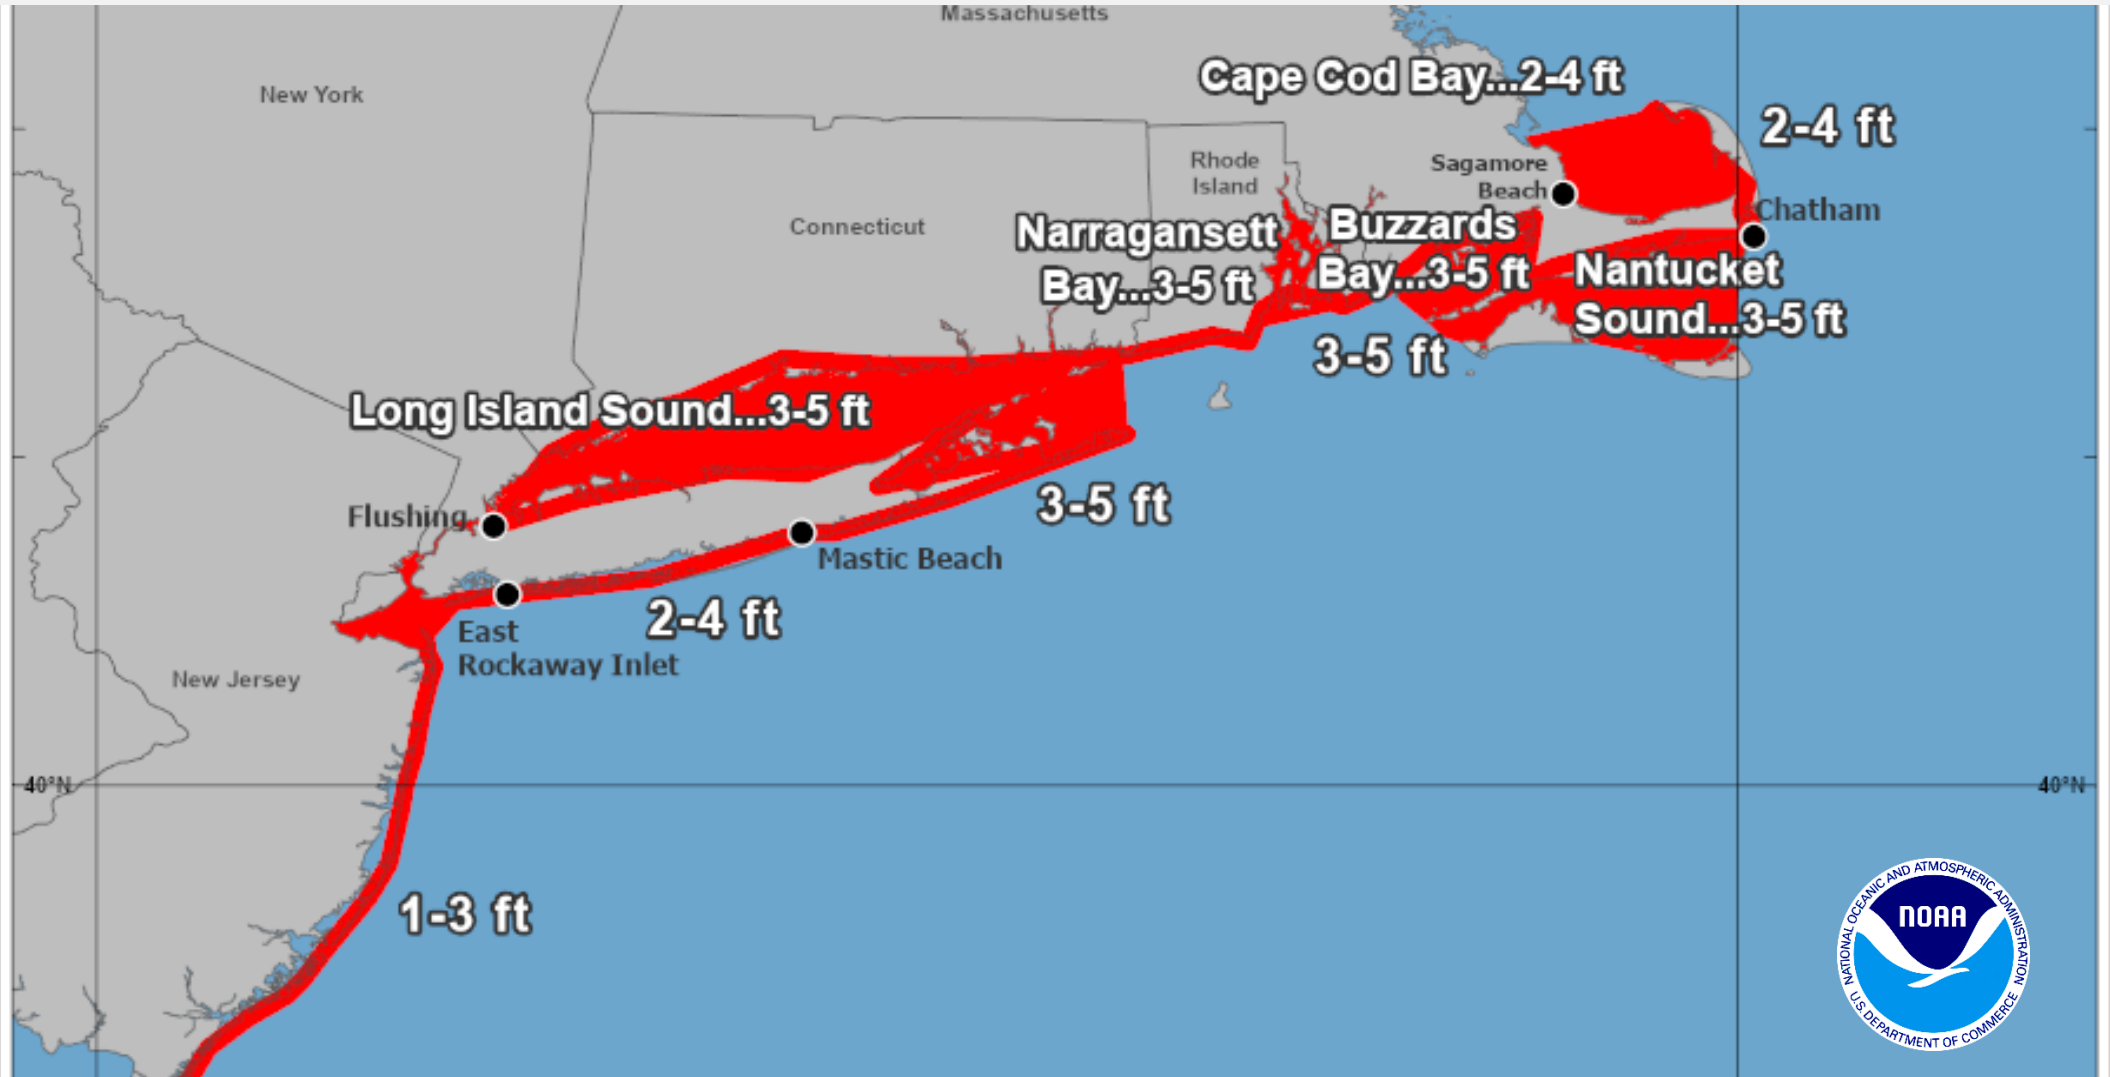 Massachusetts
New York
Cape Cod Bay...2-4 ft
2-4 ft
Rhode
Island
Sagamore
Beach
Chatham
Connecticut
Narragansett
Bay...3-5 ft
Buzzards
Bay...3-5 ft
Nantucket
Sound...3-5 ft
3-5 ft
Long Island Sound...3-5 ft
3-5 ft
Flushing
Mastic Beach
2-4 ft
East
Rockaway Inlet
New Jersey
40°N
40°N
1-3 ft
NATIONAL OCEANIC AND ATMOSPHERIC ADMINISTRATION
NOAA
U.S. DEPARTMENT OF COMMERCE